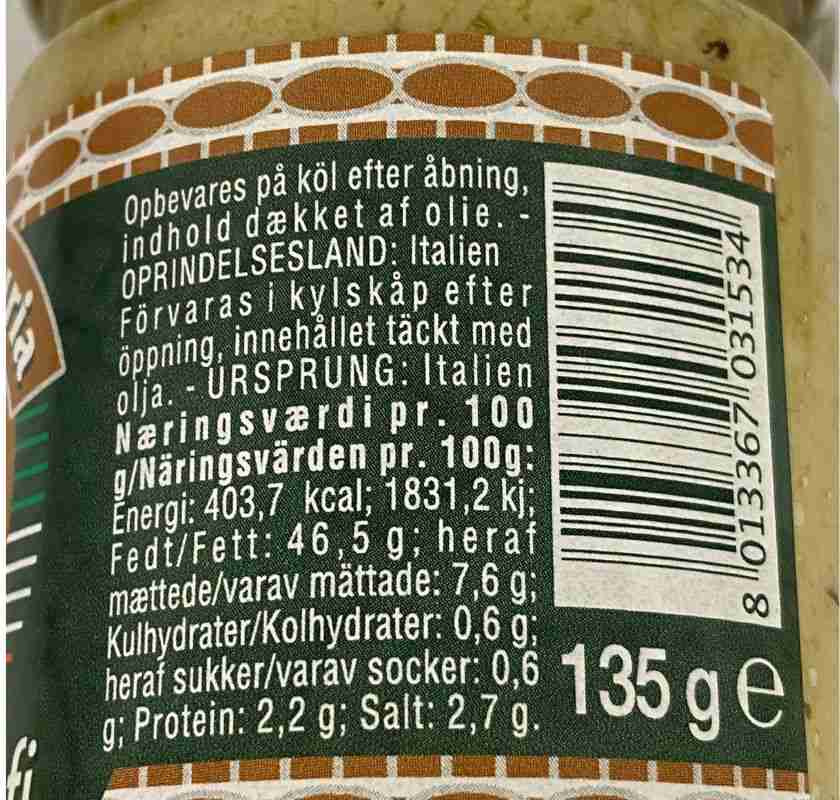 Opbevares på köl efter åbning,
indhold dækket af olie. -
OPRINDELSESLAND: Italien
Förvaras i kylskåp efter
öppning, innehållet täckt med
olja. - URSPRUNG: Italien
Næringsværdi pr. 100
g/Näringsvärden pr. 100g:
Energi: 403,7 kcal; 1831,2 kj;
Fedt/Fett: 46,5 g; heraf
mættede/varav mättade: 7,6 g;
Kulhydrater/Kolhydrater: 0,6 g;
heraf sukker/varav socker: 0,6
g; Protein: 2,2 g; Salt: 2,7 g.
8 013367 031534
135 g e